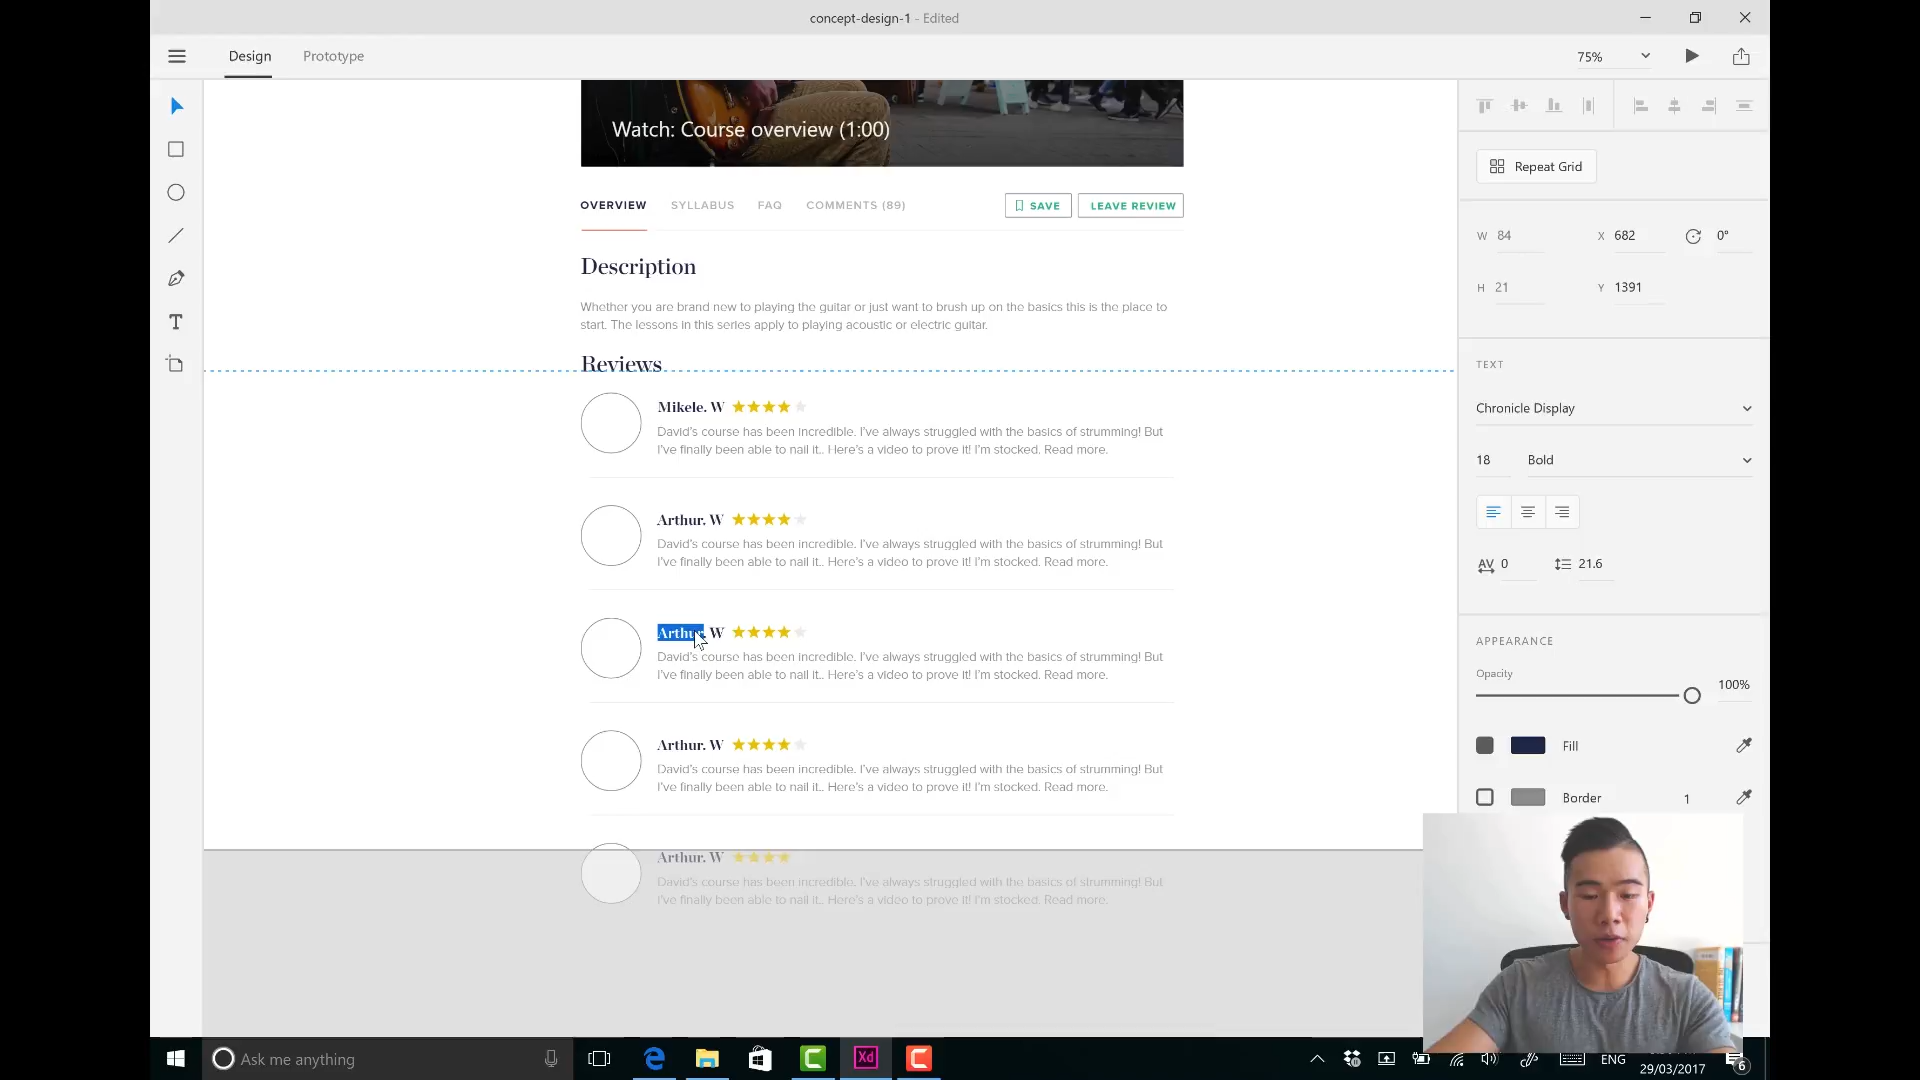 concept-design-1 - Edited
Design
Prototype
75%
Watch: Course overview (1:00)
Repeat Grid
OVERVIEW
SYLLABUS
FAQ
COMMENTS (89)
SAVE
LEAVE REVIEW
W 84
X 682
0°
H 21
Y 1391
Description
Whether you are brand new to playing the guitar or just want to brush up on the basics this is the place to
start. The lessons in this series apply to playing acoustic or electric guitar.
Reviews
TEXT
Chronicle Display
18
Bold
AV 0
21.6
Mikele. W
David's course has been incredible. I've always struggled with the basics of strumming! But
I've finally been able to nail it.. Here's a video to prove it! I'm stocked. Read more.
Arthur. W
David's course has been incredible. I've always struggled with the basics of strumming! But
I've finally been able to nail it.. Here's a video to prove it! I'm stocked. Read more.
Arthur. W
David's course has been incredible. I've always struggled with the basics of strumming! But
I've finally been able to nail it.. Here's a video to prove it! I'm stocked. Read more.
Arthur. W
David's course has been incredible. I've always struggled with the basics of strumming! But
I've finally been able to nail it.. Here's a video to prove it! I'm stocked. Read more.
Arthur. W
David's course has been incredible. I've always struggled with the basics of strumming! But
I've finally been able to nail it.. Here's a video to prove it! I'm stocked. Read more.
APPEARANCE
Opacity
100%
Fill
Border
1
Ask me anything
Xd
ENG
29/03/2017
6